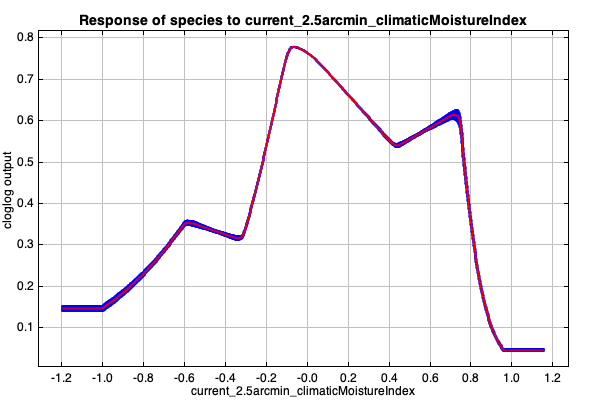 Response of species to current_2.5arcmin_climaticMoistureIndex
cloglog output
0.8
0.7
0.6
0.5
0.4
0.3
0.2
0.1
-1.2 -1.0 -0.8 -0.6 -0.4 -0.2 -0.0 0.2 0.4 0.6 0.8 1.0 1.2
current_2.5arcmin_climaticMoistureIndex